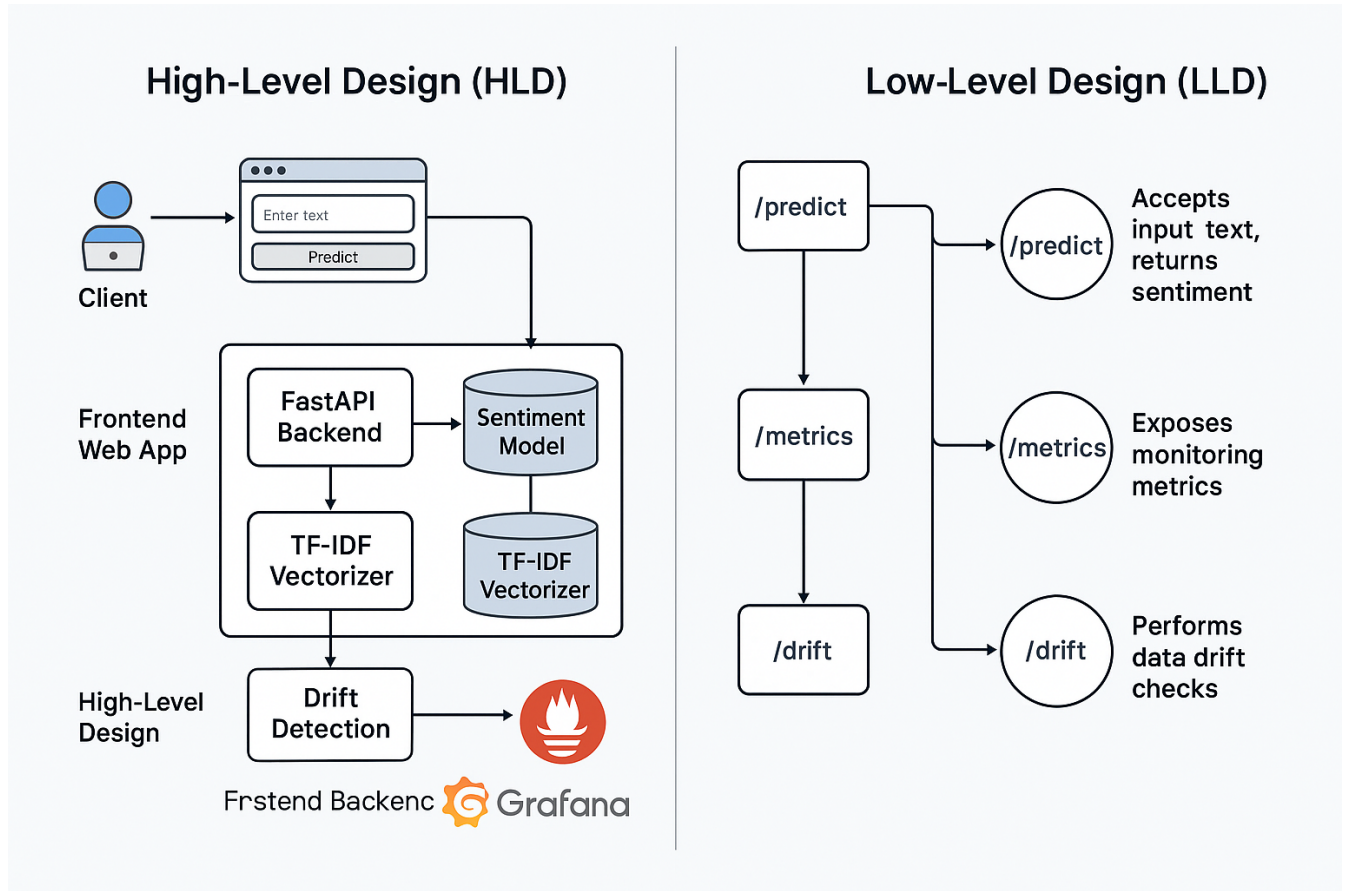 High-Level Design (HLD)
Enter text
Predict
Client
Frontend
Web App
FastAPI
Backend
Sentiment
Model
TF-IDF
Vectorizer
TF-IDF
Vectorizer
High-Level
Design
Drift
Detection
Frstend Backenc
Grafana
Low-Level Design (LLD)
/predict
/predict
Accepts
input text,
returns
sentiment
/metrics
/metrics
Exposes
monitoring
metrics
/drift
/drift
Performs
data drift
checks